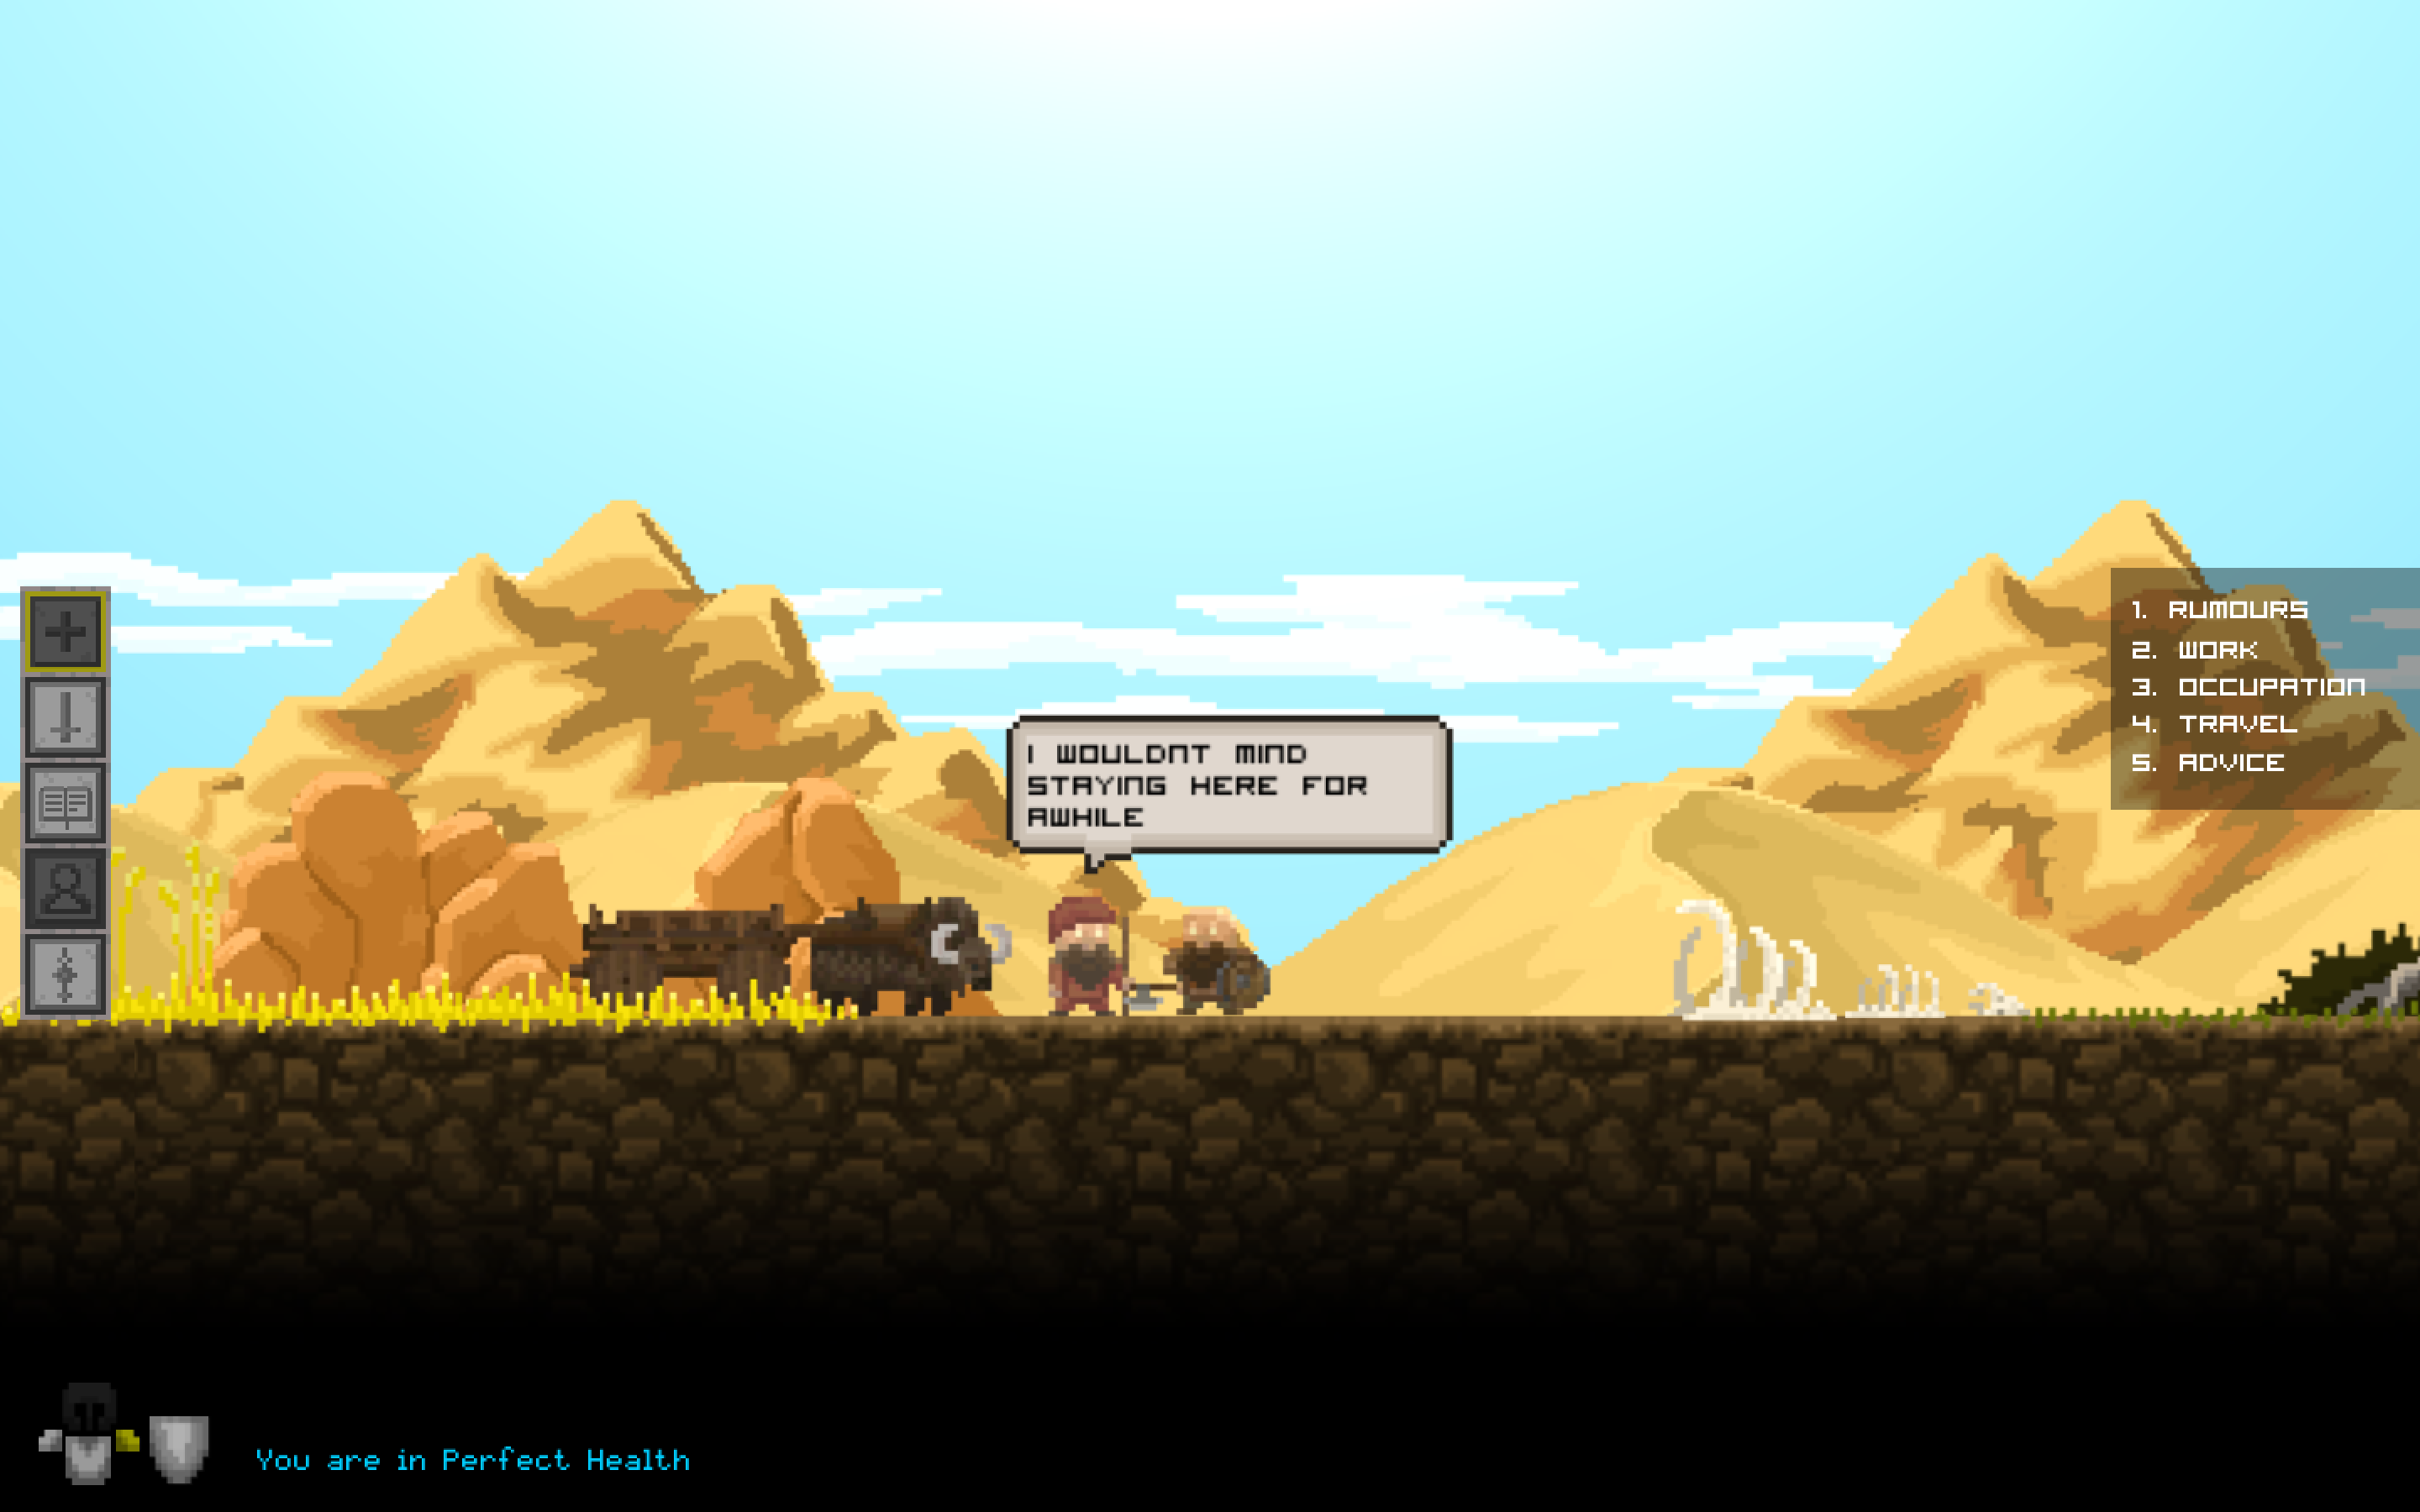 I WOULDNT MIND
STAYING HERE FOR
AWHILE
1. RUMOURS
2. WORK
3. OCCUPATION
4. TRAVEL
5. ADVICE
You are in Perfect Health